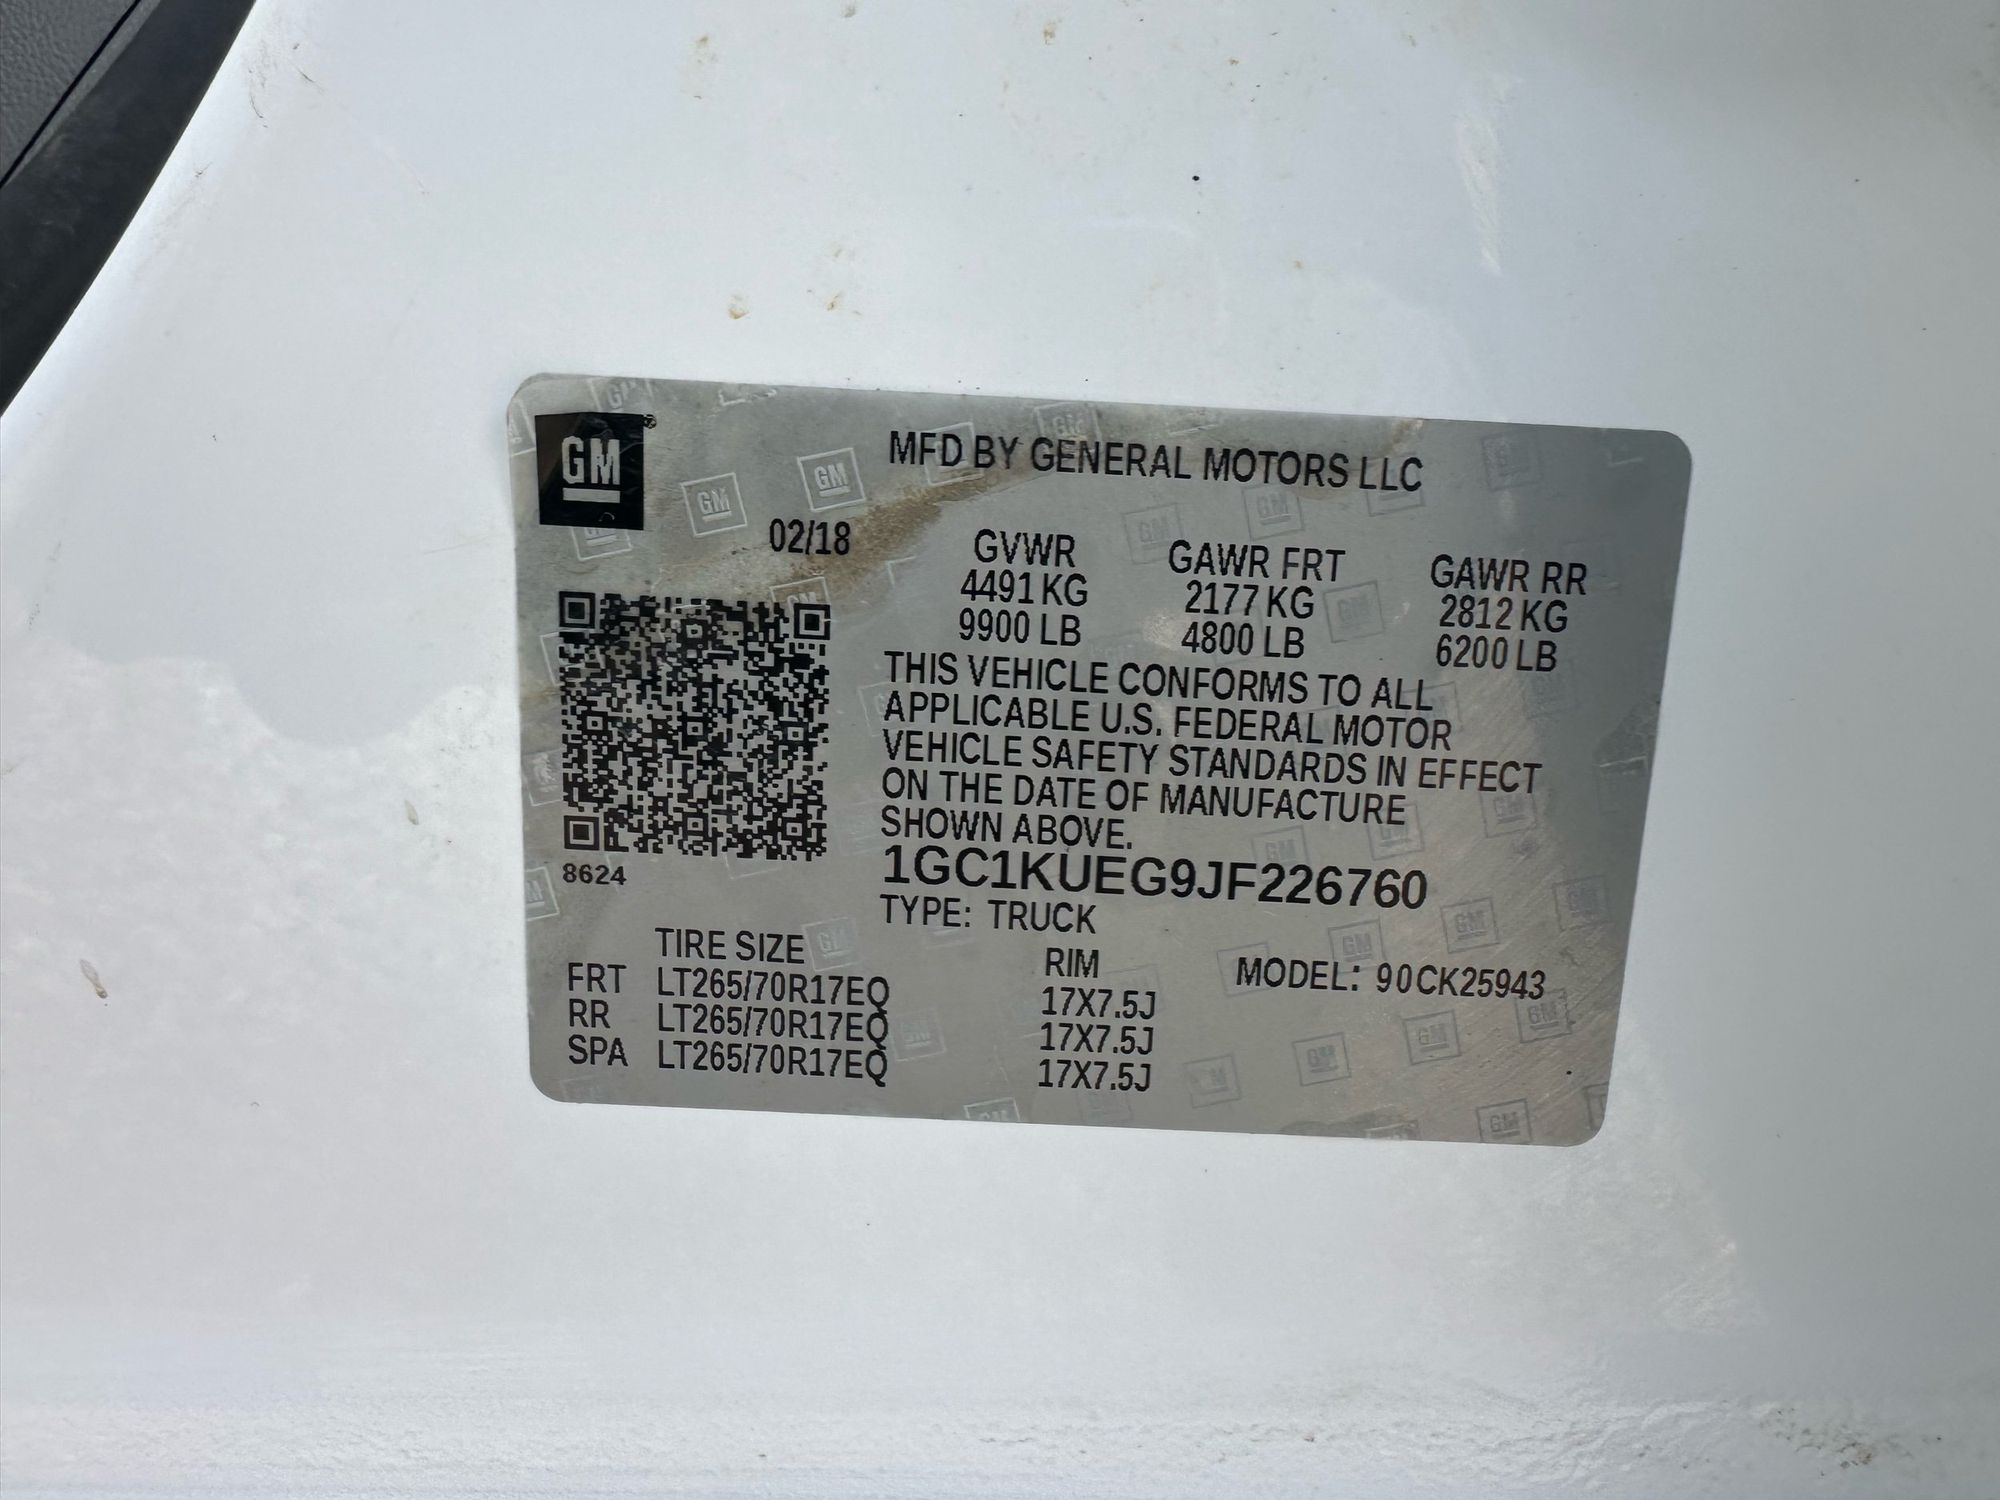 GM
MFD BY GENERAL MOTORS LLC
02/18
GVWR GAWR FRT GAWR RR
4491 KG 2177 KG 2812 KG
9900 LB 4800 LB 6200 LB
THIS VEHICLE CONFORMS TO ALL
APPLICABLE U.S. FEDERAL MOTOR
VEHICLE SAFETY STANDARDS IN EFFECT
ON THE DATE OF MANUFACTURE
SHOWN ABOVE.
1GC1KUEG9JF226760
8624
TYPE: TRUCK
TIRE SIZE RIM MODEL: 90CK25943
FRT LT265/70R17EQ 17X7.5J
RR LT265/70R17EQ 17X7.5J
SPA LT265/70R17EQ 17X7.5J